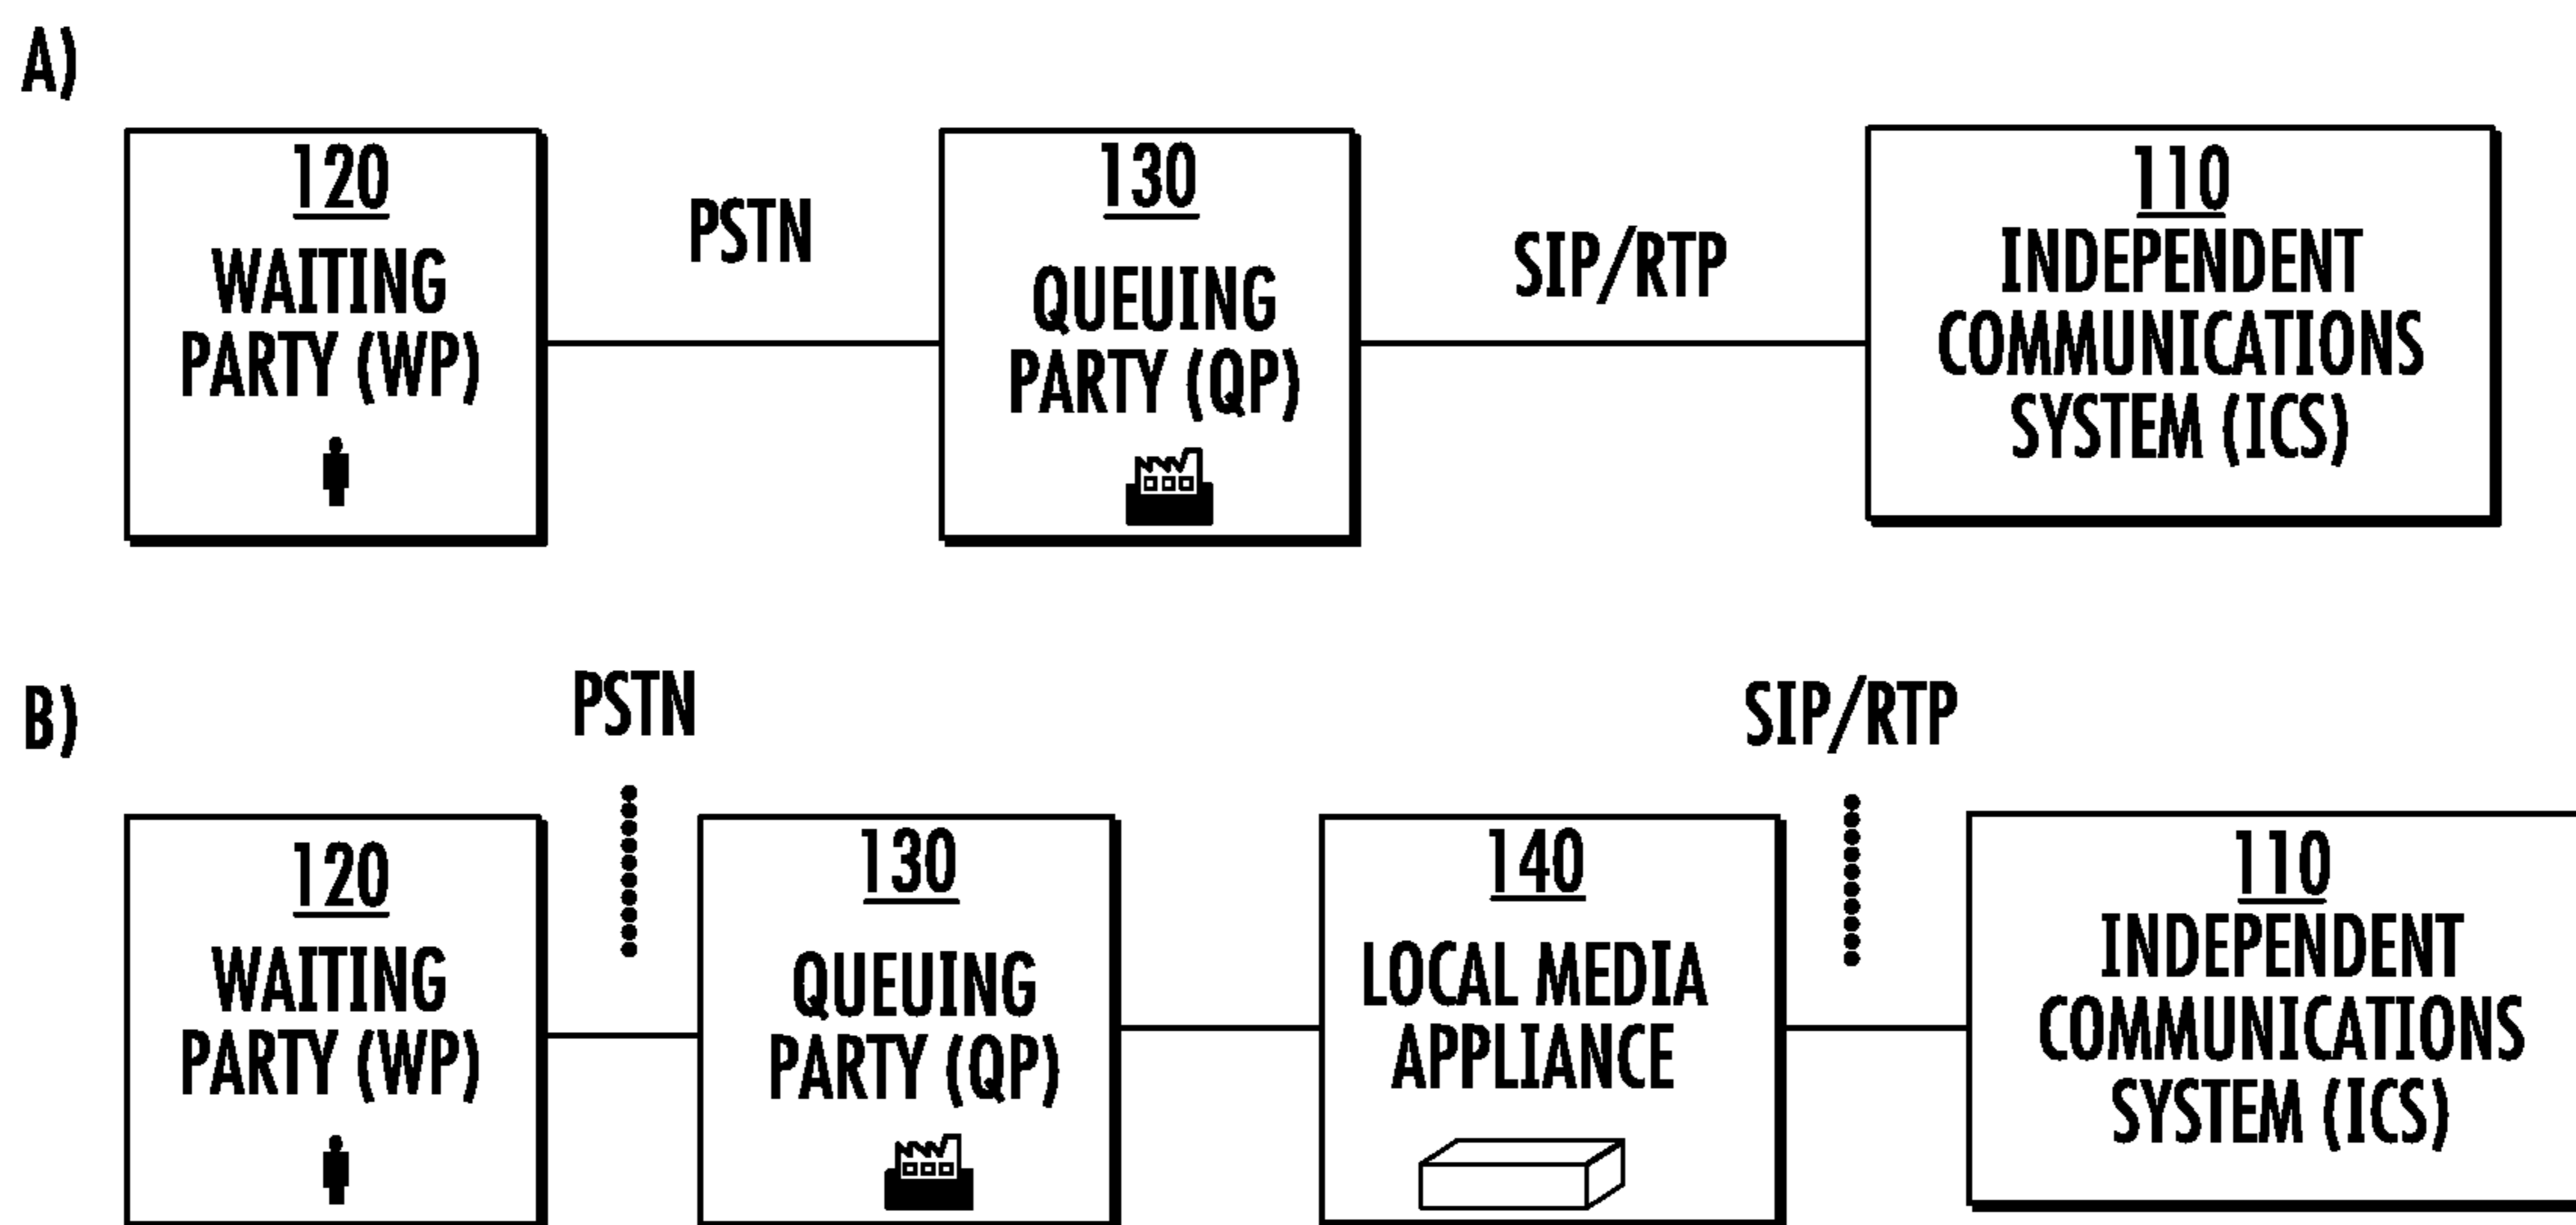 A)
120
WAITING
PARTY (WP)
PSTN
130
QUEUING
PARTY (QP)
SIP/RTP
110
INDEPENDENT
COMMUNICATIONS
SYSTEM (ICS)
B)
120
WAITING
PARTY (WP)
PSTN
130
QUEUING
PARTY (QP)
140
LOCAL MEDIA
APPLIANCE
SIP/RTP
110
INDEPENDENT
COMMUNICATIONS
SYSTEM (ICS)